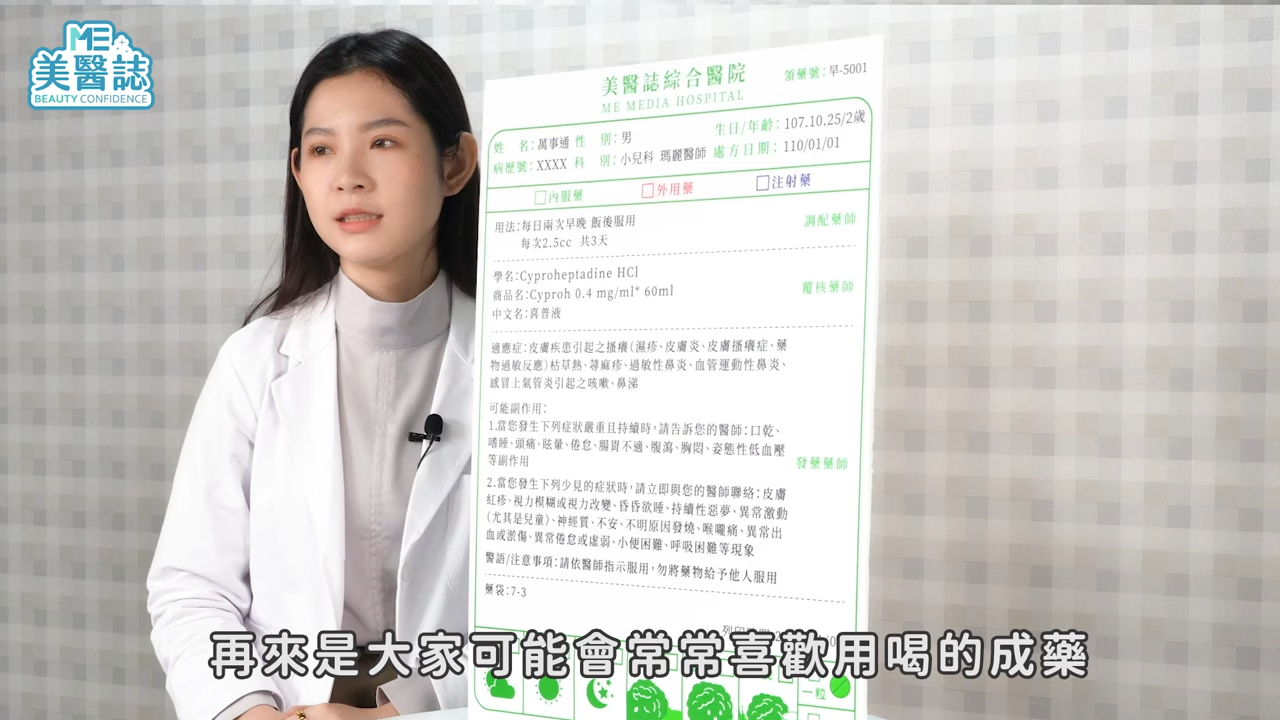 ME
美醫誌
BEAUTY CONFIDENCE
美醫誌綜合醫院
ME MEDIA HOSPITAL
領藥號:早-5001
姓 名:萬事通 性 別:男 生日/年齡:107.10.25/2歲
病歷號:XXXX 科 別:小兒科 瑪麗醫師 處方日期:110/01/01
□內服藥 □外用藥 □注射藥
用法:每日兩次早晚 飯後服用
每次2.5cc 共3天
調配藥師
學名:Cyproheptadine HCl
商品名:Cyproh 0.4 mg/ml* 60ml
中文名:喜普液
覆核藥師
適應症:皮膚疾患引起之搔癢(濕疹、皮膚炎、皮膚搔癢症、藥
物過敏反應)枯草熱、蕁麻疹、過敏性鼻炎、血管運動性鼻炎、
感冒上氣管炎引起之咳嗽、鼻涕
可能副作用:
1.當您發生下列症狀嚴重且持續時,請告訴您的醫師:口乾、
嗜睡、頭痛、眩暈、倦怠、腸胃不適、腹瀉、胸悶、姿態性低血壓
等副作用
發藥藥師
2.當您發生下列少見的症狀時,請立即與您的醫師聯絡:皮膚
紅疹、視力模糊或視力改變、昏昏欲睡、持續性惡夢、異常激動
(尤其是兒童)、神經質、不安、不明原因發燒、喉嚨痛、異常出
血或淤傷、異常倦怠或虛弱、小便困難、呼吸困難等現象
警語/注意事項:請依醫師指示服用,勿將藥物給予他人服用
藥袋:7-3
再來是大家可能會常常喜歡用喝的成藥
一粒